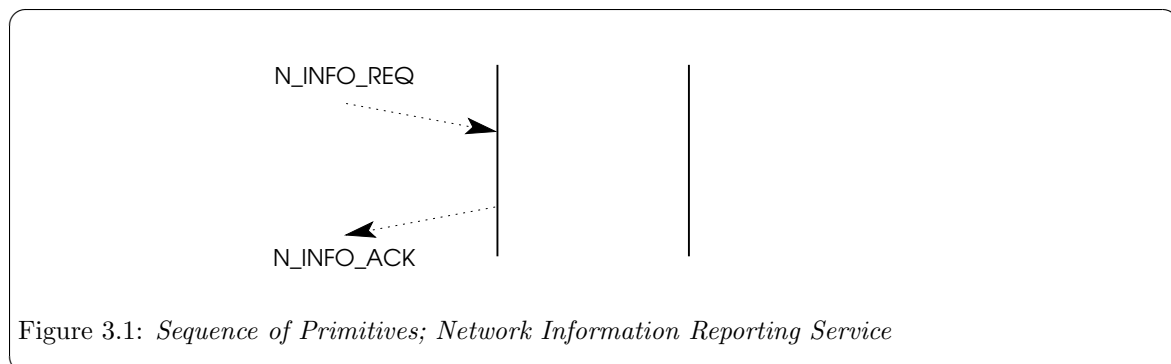 N_INFO_REQ
N_INFO_ACK
Figure 3.1: Sequence of Primitives; Network Information Reporting Service